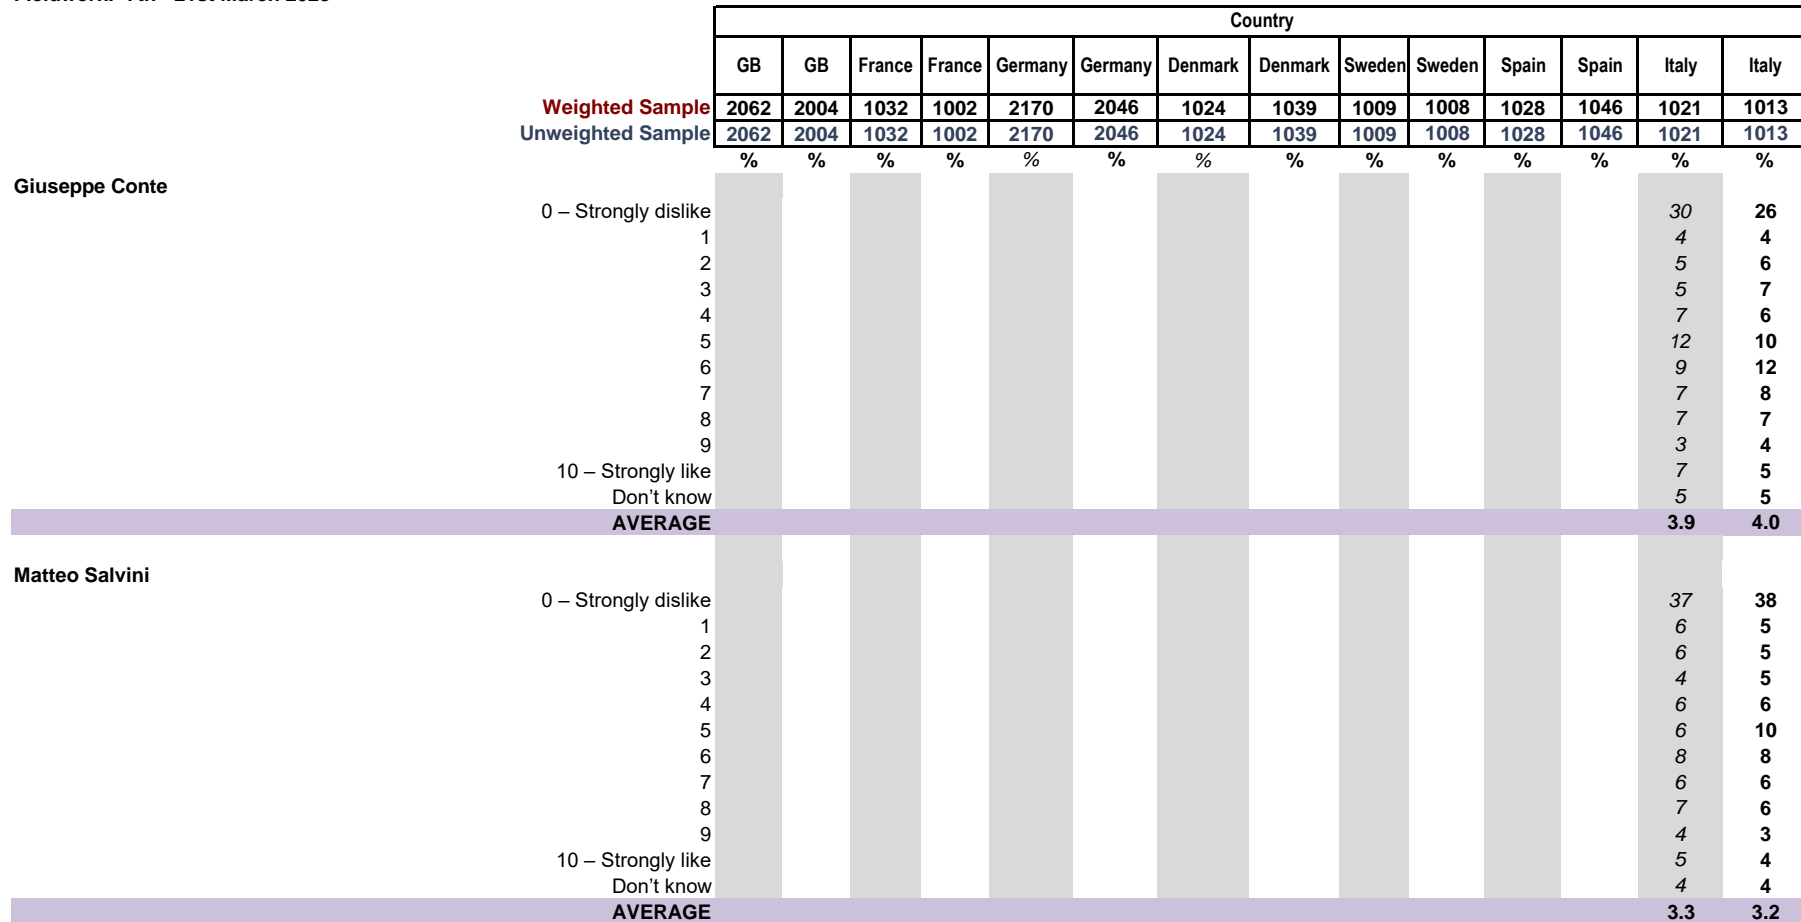 Country
GB GB France France Germany Germany Denmark Denmark Sweden Sweden Spain Spain Italy Italy
Weighted Sample 2062 2004 1032 1002 2170 2046 1024 1039 1009 1008 1028 1046 1021 1013
Unweighted Sample 2062 2004 1032 1002 2170 2046 1024 1039 1009 1008 1028 1046 1021 1013
% % % % % % % % % % % % % %
Giuseppe Conte
0 – Strongly dislike 30 26
1 4 4
2 5 6
3 5 7
4 7 6
5 12 10
6 9 12
7 7 8
8 7 7
9 3 4
10 – Strongly like 7 5
Don't know 5 5
AVERAGE 3.9 4.0
Matteo Salvini
0 – Strongly dislike 37 38
1 6 5
2 6 5
3 4 5
4 6 6
5 6 10
6 8 8
7 6 6
8 7 6
9 4 3
10 – Strongly like 5 4
Don't know 4 4
AVERAGE 3.3 3.2